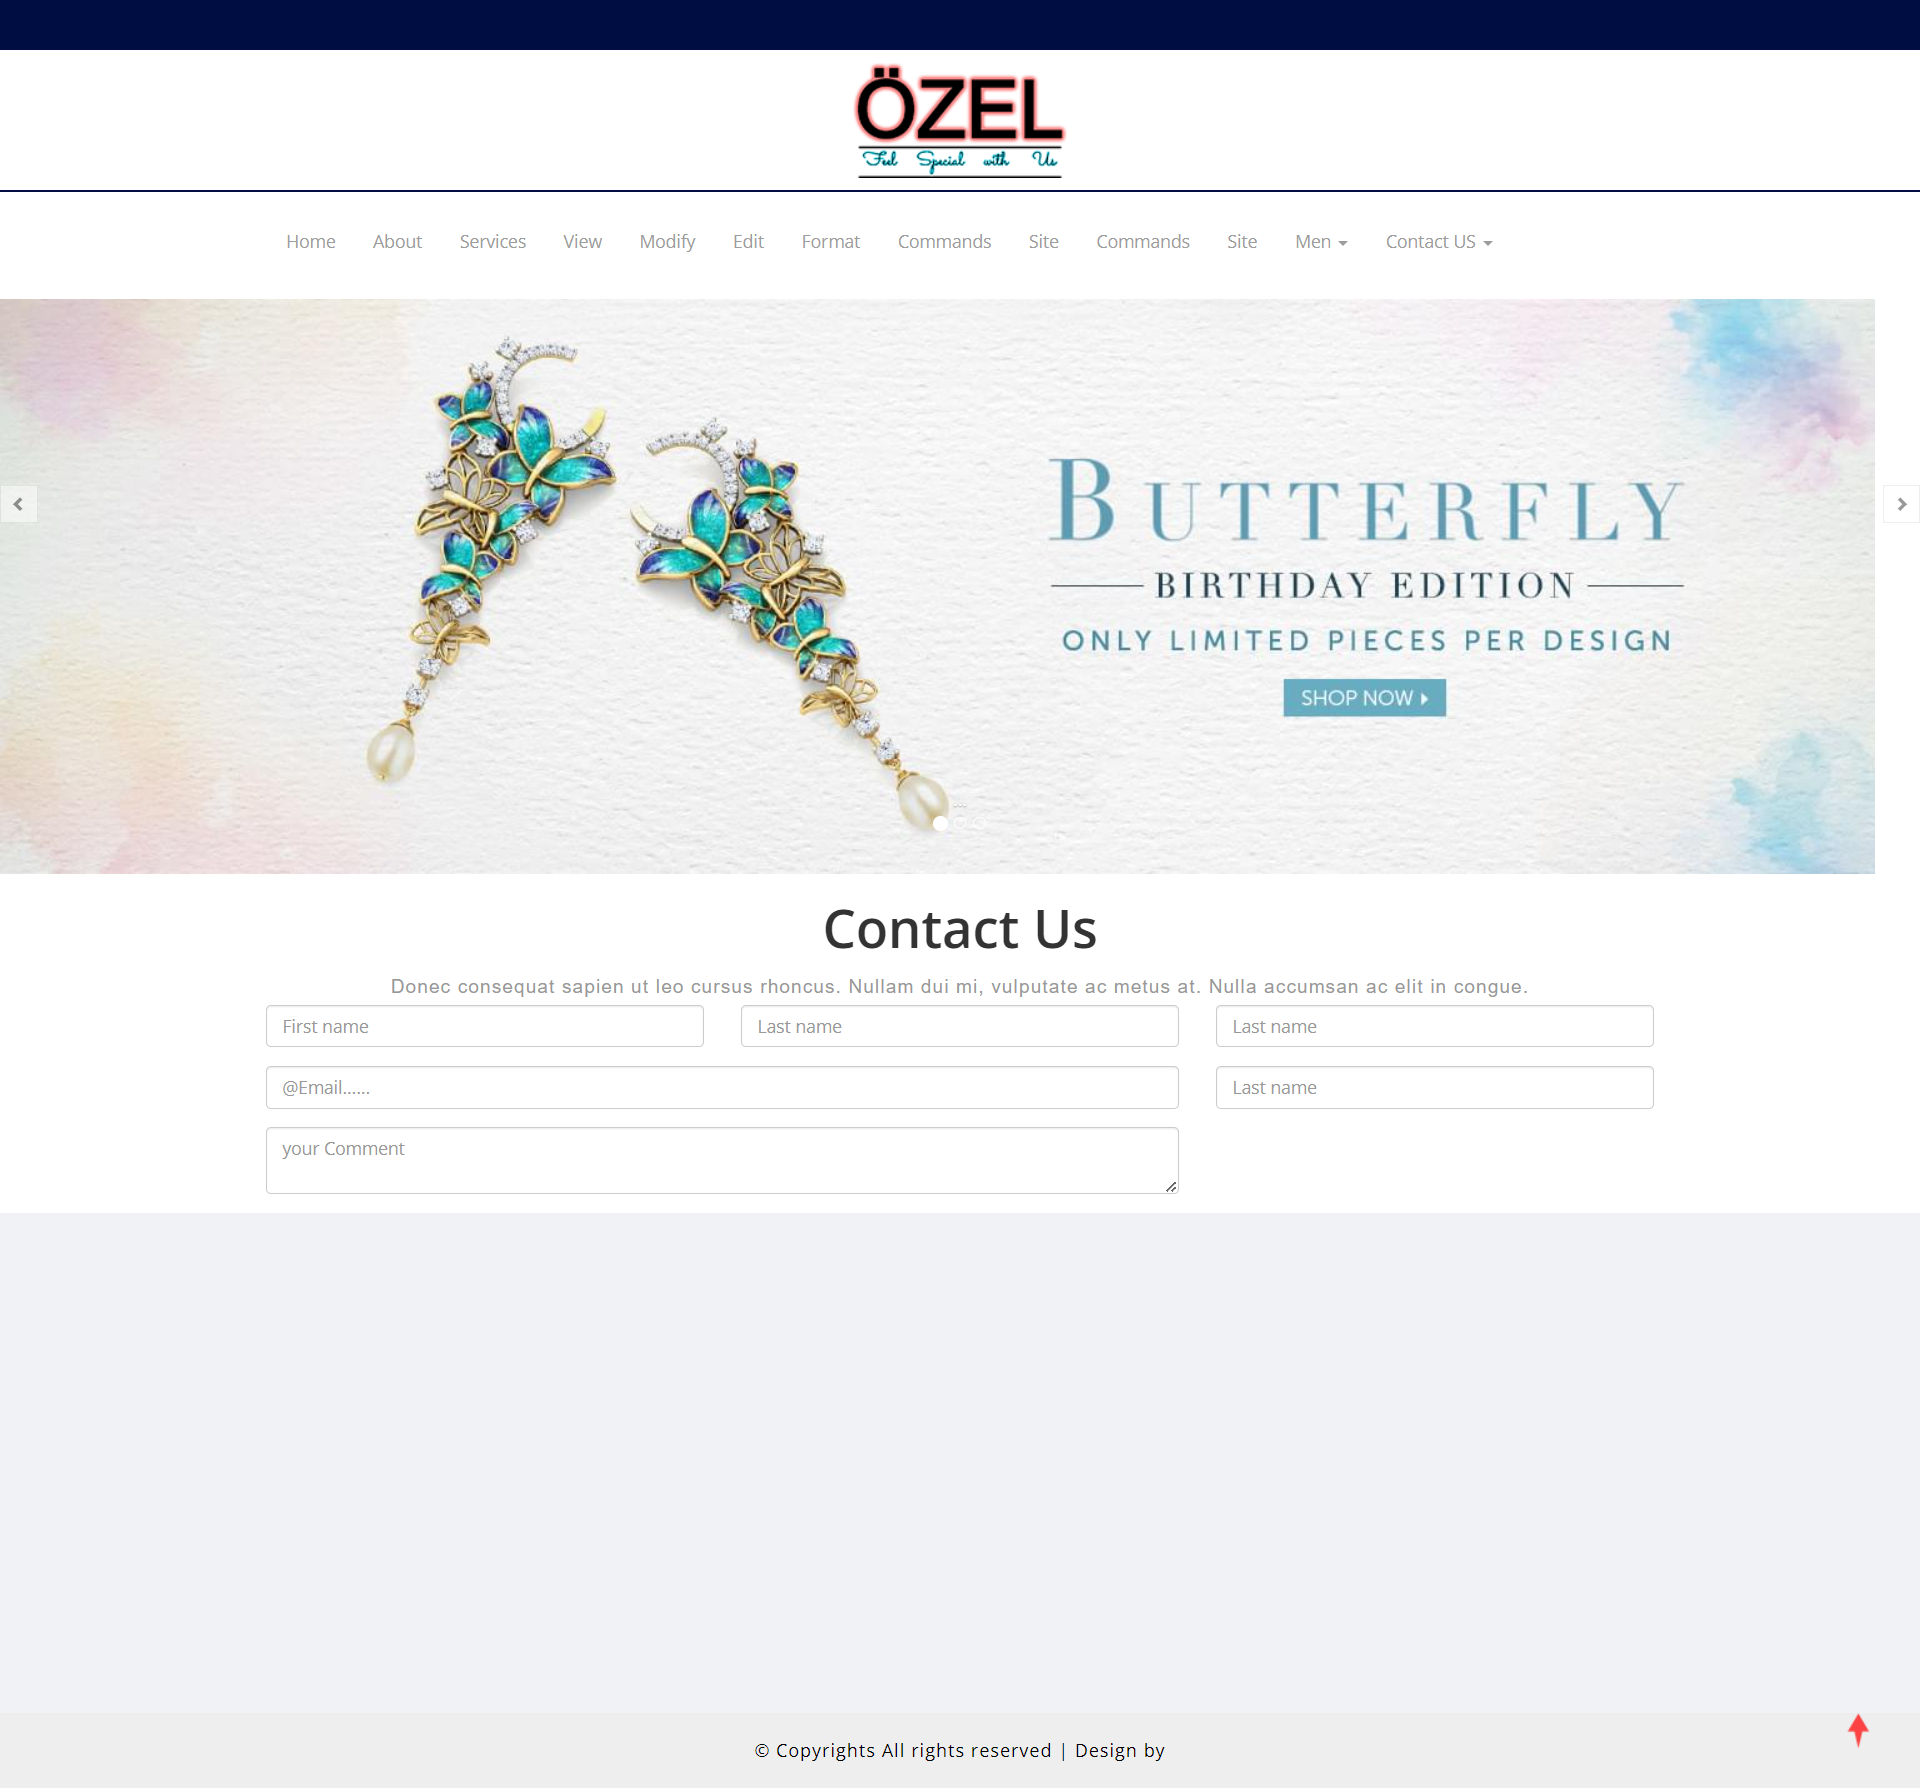 ÖZEL
Feel Special with Us
Home About Services View Modify Edit Format Commands Site Commands Site Men Contact US
BUTTERFLY
BIRTHDAY EDITION
ONLY LIMITED PIECES PER DESIGN
SHOP NOW
...
Contact Us
Donec consequat sapien ut leo cursus rhoncus. Nullam dui mi, vulputate ac metus at. Nulla accumsan ac elit in congue.
First name Last name Last name
@Email...... Last name
your Comment
© Copyrights All rights reserved | Design by